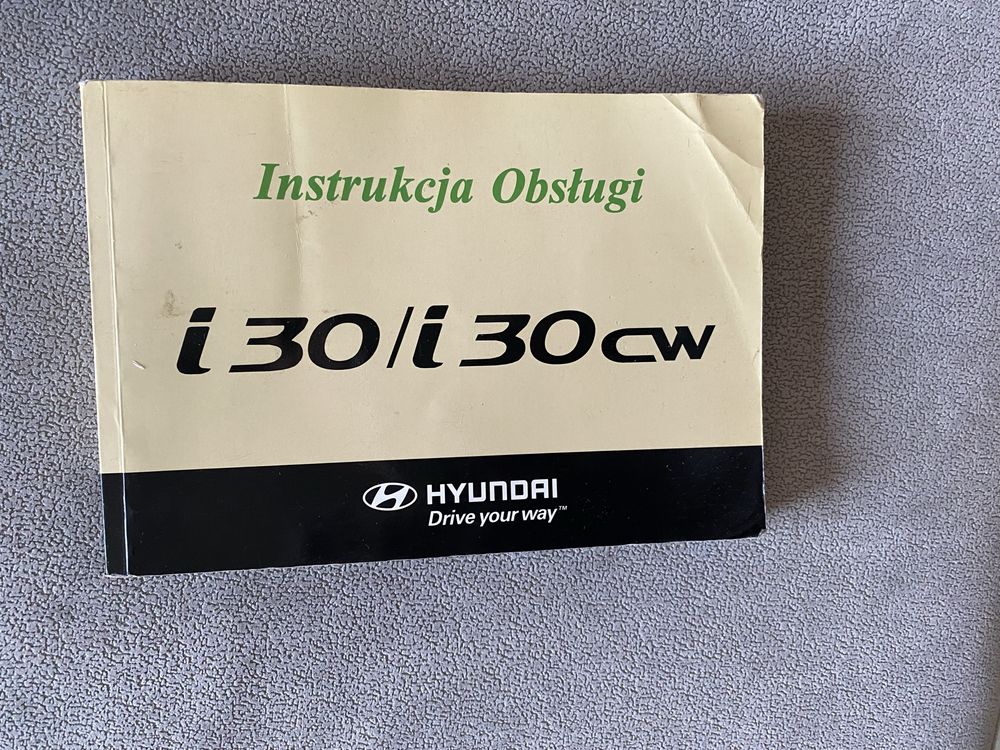 Instrukcja Obsługi
i30/i30cw
HYUNDAI
Drive your way™